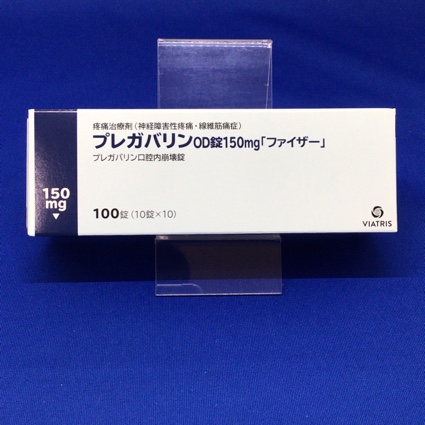 疼痛治療剤(神経障害性疼痛・線維筋痛症)
プレガバリンOD錠150mg「ファイザー」
プレガバリン口腔内崩壊錠
150
mg
▼
100錠(10錠×10)
VIATRIS